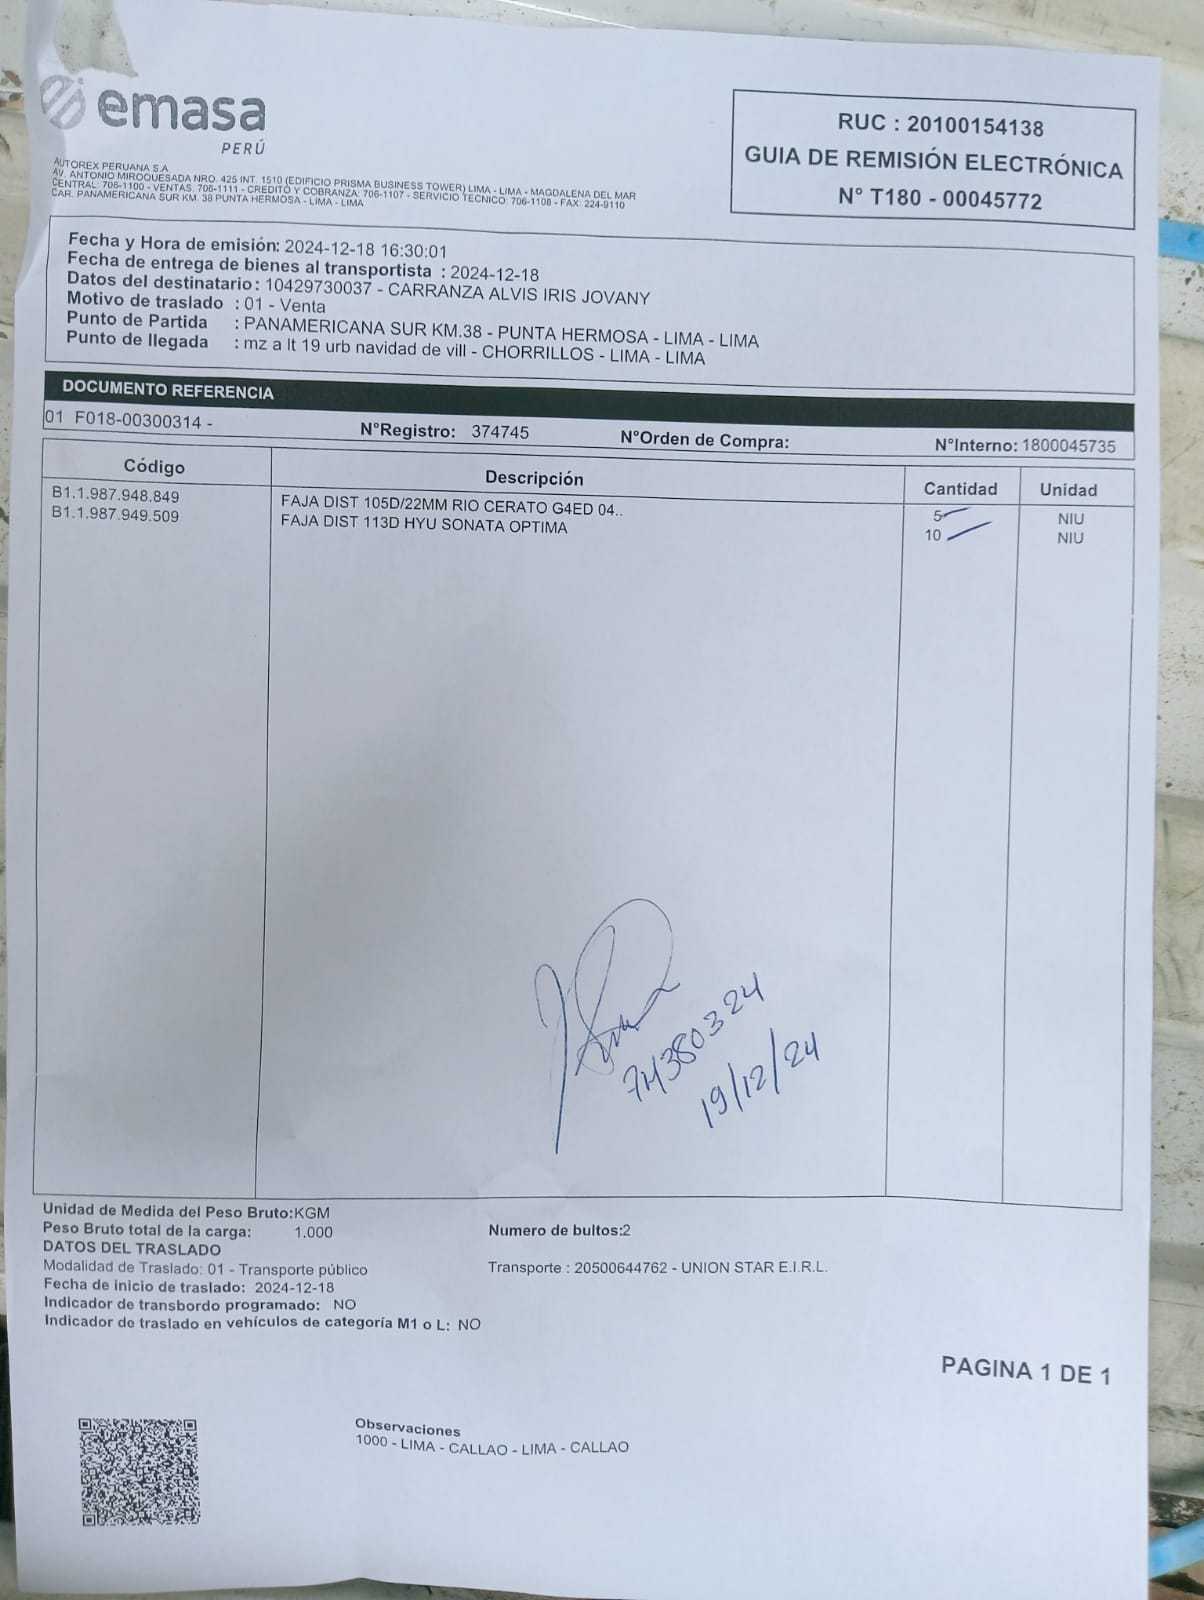 emasa
PERÚ
AUTOREX PERUANA S.A
AV. ANTONIO MIROQUESADA NRO. 425 INT. 1510 (EDIFICIO PRISMA BUSINESS TOWER) LIMA - LIMA - MAGDALENA DEL MAR
CENTRAL: 706-1100 - VENTAS: 706-1111 - CREDITO Y COBRANZA: 706-1107 - SERVICIO TECNICO: 706-1108 - FAX: 224-9110
CAR. PANAMERICANA SUR KM. 38 PUNTA HERMOSA - LIMA - LIMA
RUC : 20100154138
GUIA DE REMISIÓN ELECTRÓNICA
N° T180 - 00045772
Fecha y Hora de emisión: 2024-12-18 16:30:01
Fecha de entrega de bienes al transportista : 2024-12-18
Datos del destinatario: 10429730037 - CARRANZA ALVIS IRIS JOVANY
Motivo de traslado : 01 - Venta
Punto de Partida : PANAMERICANA SUR KM.38 - PUNTA HERMOSA - LIMA - LIMA
Punto de llegada : mz a lt 19 urb navidad de vill - CHORRILLOS - LIMA - LIMA
DOCUMENTO REFERENCIA
01 F018-00300314 - N°Registro: 374745 N°Orden de Compra: N°Interno: 1800045735
Código Descripción Cantidad Unidad
B1.1.987.948.849 FAJA DIST 105D/22MM RIO CERATO G4ED 04.. 5 NIU
B1.1.987.949.509 FAJA DIST 113D HYU SONATA OPTIMA 10 NIU
74380324
19/12/24
Unidad de Medida del Peso Bruto:KGM
Peso Bruto total de la carga: 1.000 Numero de bultos:2
DATOS DEL TRASLADO
Modalidad de Traslado: 01 - Transporte público Transporte : 20500644762 - UNION STAR E.I.R.L.
Fecha de inicio de traslado: 2024-12-18
Indicador de transbordo programado: NO
Indicador de traslado en vehículos de categoría M1 o L: NO
PAGINA 1 DE 1
Observaciones
1000 - LIMA - CALLAO - LIMA - CALLAO